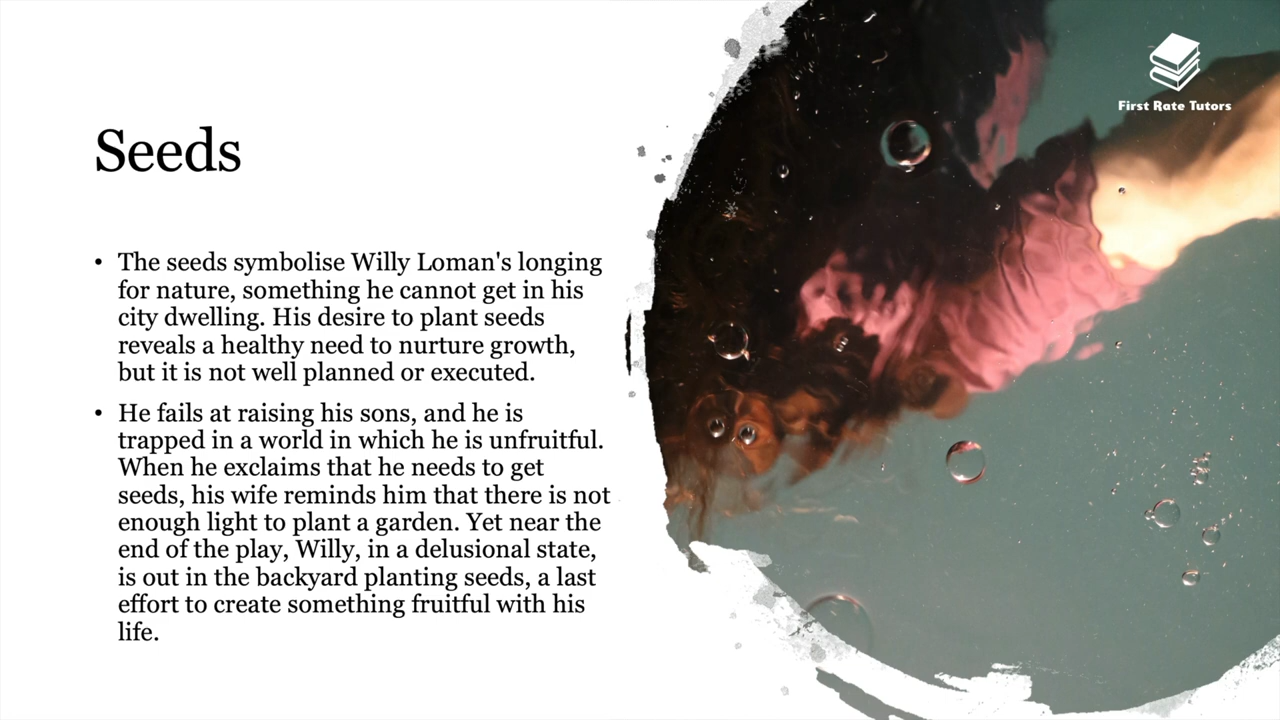 First Rate Tutors
Seeds
• The seeds symbolise Willy Loman's longing
for nature, something he cannot get in his
city dwelling. His desire to plant seeds
reveals a healthy need to nurture growth,
but it is not well planned or executed.
• He fails at raising his sons, and he is
trapped in a world in which he is unfruitful.
When he exclaims that he needs to get
seeds, his wife reminds him that there is not
enough light to plant a garden. Yet near the
end of the play, Willy, in a delusional state,
is out in the backyard planting seeds, a last
effort to create something fruitful with his
life.